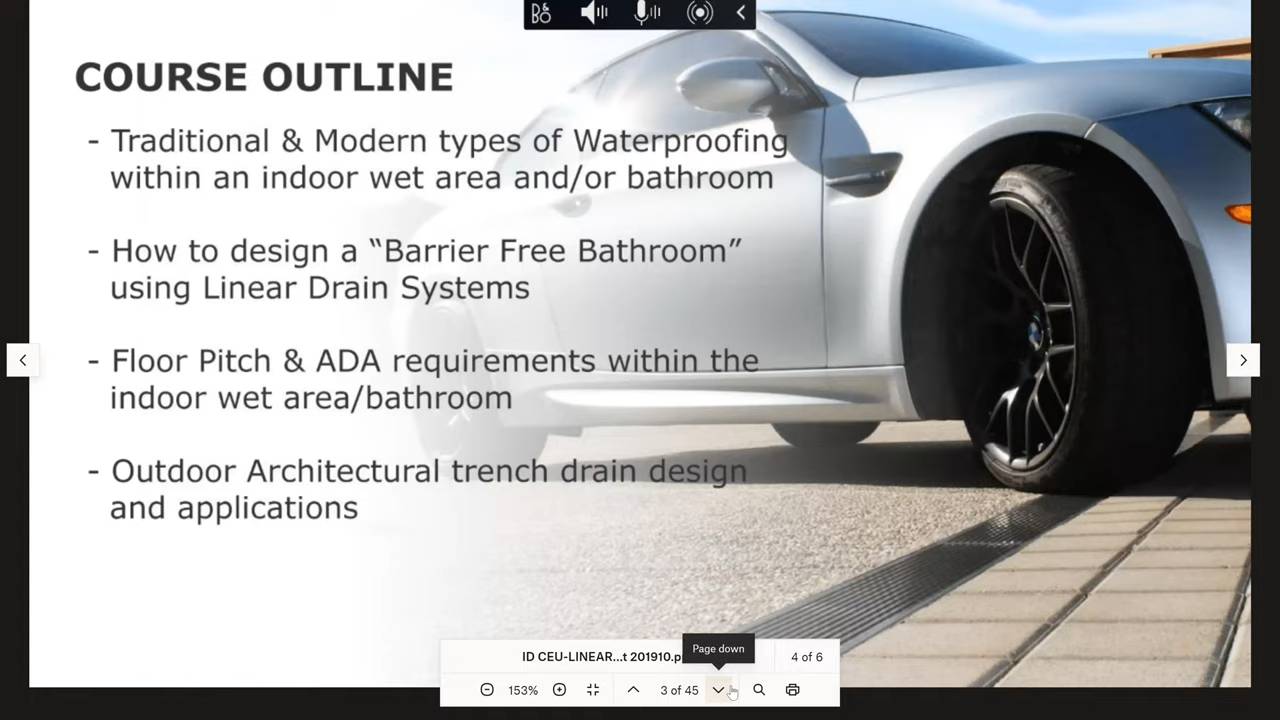 COURSE OUTLINE
- Traditional & Modern types of Waterproofing
within an indoor wet area and/or bathroom
- How to design a “Barrier Free Bathroom”
using Linear Drain Systems
- Floor Pitch & ADA requirements within the
indoor wet area/bathroom
- Outdoor Architectural trench drain design
and applications
Page down
ID CEU-LINEAR...t 201910.p
4 of 6
153%
3 of 45